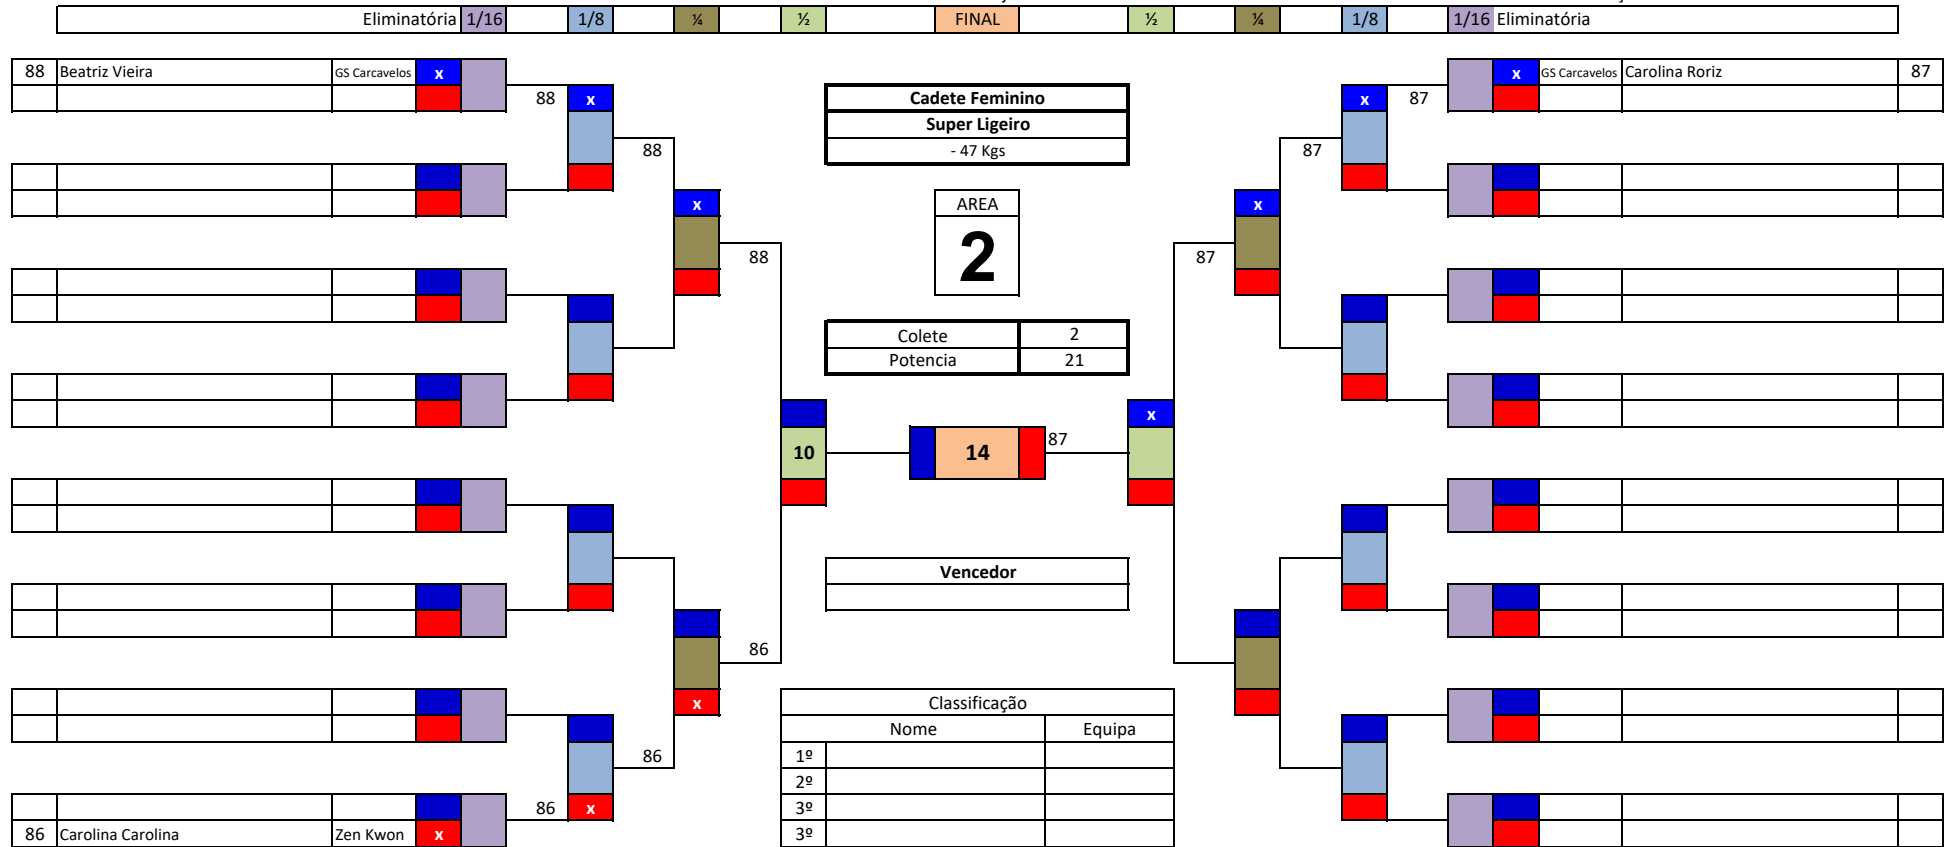 Eliminatória 1/16 1/8 ¼ ½ FINAL ½ ¼ 1/8 1/16 Eliminatória
88 Beatriz Vieira GS Carcavelos x
x GS Carcavelos Carolina Roriz 87
88 x
x 87
Cadete Feminino
Super Ligeiro
- 47 Kgs
88
87
x
x
AREA
2
88
87
Colete 2
Potencia 21
x
10
14
87
Vencedor
86
x
Classificação
Nome Equipa
1º
2º
3º
3º
86
86 x
86 Carolina Carolina Zen Kwon x